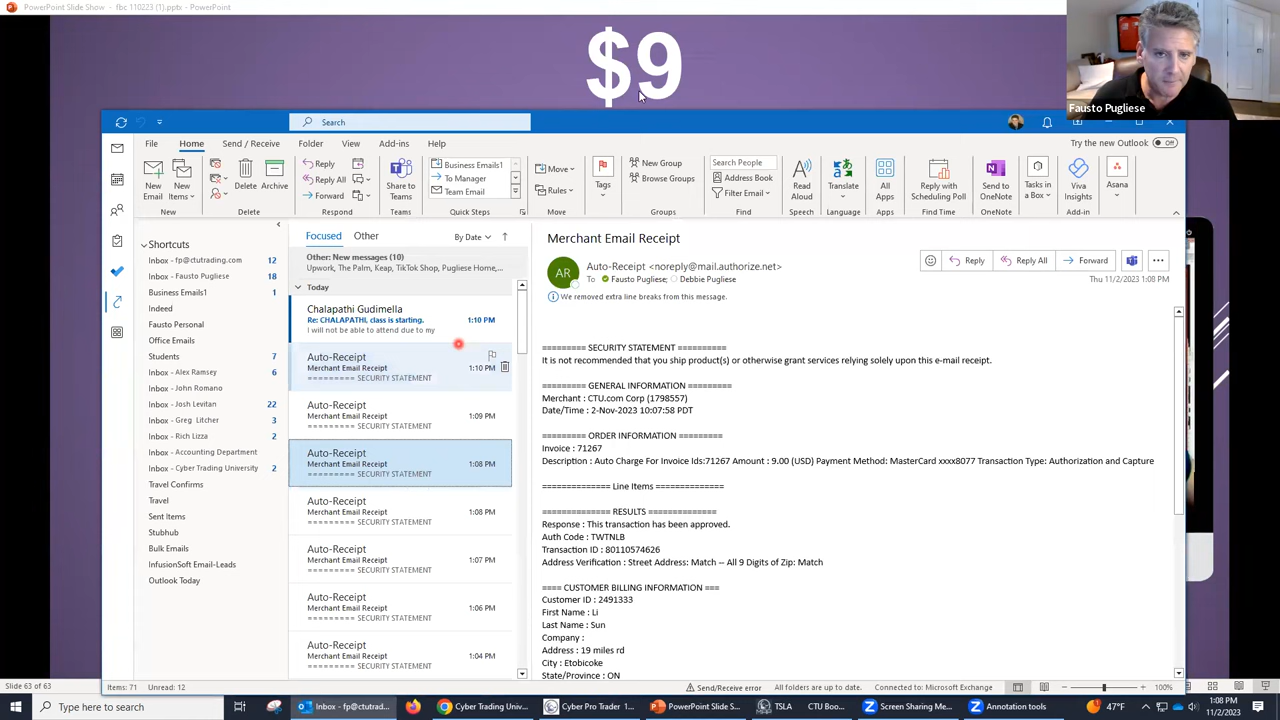 PowerPoint Slide Show - fbc 110223 (1).ppts - PowerPoint
$9
Fausto Pugliese
Search
File Home Send / Receive Folder View Add-ins Help
Try the new Outlook Off
New Email
New Items
New
Delete
Archive
Delete
Reply
Reply All
Forward
Respond
Share to Teams
Teams
Business Emails1
To Manager
Team Email
Quick Steps
Move
Rules
Move
Tags
New Group
Browse Groups
Groups
Search People
Address Book
Filter Email
Find
Read Aloud
Speech
Translate
Language
All Apps
Apps
Reply with Scheduling Poll
Find Time
Send to OneNote
OneNote
Tasks in a Box
Viva Insights
Add-in
Asana
Shortcuts
Inbox - fp@ctutrading.com 12
Inbox - Fausto Pugliese 18
Business Emails1 1
Indeed
Fausto Personal
Office Emails
Students 7
Inbox - Alex Ramsey 6
Inbox - John Romano
Inbox - Josh Levitan 22
Inbox - Greg Litcher 3
Inbox - Rich Lizza 2
Inbox - Accounting Department
Inbox - Cyber Trading University 2
Travel Confirms
Travel
Sent Items
Stubhub
Bulk Emails
InfusionSoft Email-Leads
Outlook Today
Focused Other By Date
Other: New messages (10)
Upwork, The Palm, Keap, TikTok Shop, Pugliese Home,...
Today
Chalapathi Gudimella
Re: CHALAPATHI, class is starting. 1:10 PM
I will not be able to attend due to my
Auto-Receipt
Merchant Email Receipt 1:10 PM
========= SECURITY STATEMENT
Auto-Receipt
Merchant Email Receipt 1:09 PM
========= SECURITY STATEMENT
Auto-Receipt
Merchant Email Receipt 1:08 PM
========= SECURITY STATEMENT
Auto-Receipt
Merchant Email Receipt 1:08 PM
========= SECURITY STATEMENT
Auto-Receipt
Merchant Email Receipt 1:07 PM
========= SECURITY STATEMENT
Auto-Receipt
Merchant Email Receipt 1:06 PM
========= SECURITY STATEMENT
Auto-Receipt
Merchant Email Receipt 1:04 PM
========= SECURITY STATEMENT
Merchant Email Receipt
AR
Auto-Receipt <noreply@mail.authorize.net>
To Fausto Pugliese; Debbie Pugliese
Reply Reply All Forward
Thu 11/2/2023 1:08 PM
We removed extra line breaks from this message.
========= SECURITY STATEMENT ==========
It is not recommended that you ship product(s) or otherwise grant services relying solely upon this e-mail receipt.
========= GENERAL INFORMATION =========
Merchant : CTU.com Corp (1798557)
Date/Time : 2-Nov-2023 10:07:58 PDT
========= ORDER INFORMATION =========
Invoice : 71267
Description : Auto Charge For Invoice Ids:71267 Amount : 9.00 (USD) Payment Method: MasterCard xxxx8077 Transaction Type: Authorization and Capture
============== Line Items ==============
============== RESULTS ==============
Response : This transaction has been approved.
Auth Code : TWTNLB
Transaction ID : 80110574626
Address Verification : Street Address: Match -- All 9 Digits of Zip: Match
==== CUSTOMER BILLING INFORMATION ===
Customer ID : 2491333
First Name : Li
Last Name : Sun
Company :
Address : 19 miles rd
City : Etobicoke
State/Province : ON
Items: 71 Unread: 12
Send/Receive error All folders are up to date. Connected to: Microsoft Exchange 100%
Slide 63 of 63
Type here to search
Inbox - fp@ctutrad...
Cyber Trading Univ...
Cyber Pro Trader 1...
PowerPoint Slide S...
TSLA
CTU Boo...
Screen Sharing Me...
Annotation tools
47°F
1:08 PM
11/2/2023